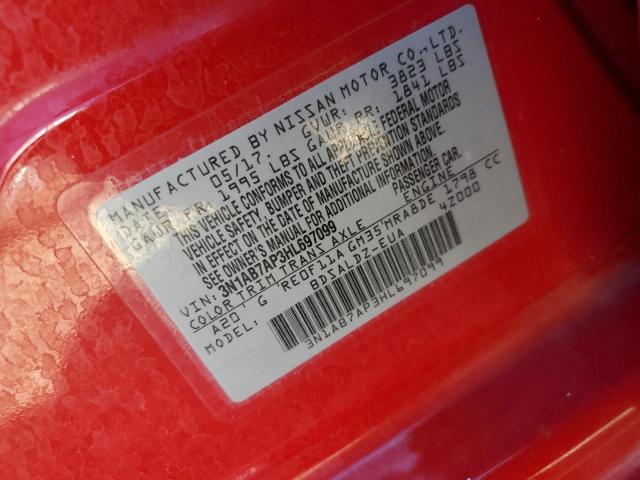 MANUFACTURED BY NISSAN MOTOR CO., LTD.
DATE: 05/17 GVWR: 3823 LBS
GAWR FR: 1995 LBS GAWR RR: 1841 LBS
THIS VEHICLE CONFORMS TO ALL APPLICABLE FEDERAL MOTOR
VEHICLE SAFETY, BUMPER AND THEFT PREVENTION STANDARDS
IN EFFECT ON THE DATE OF MANUFACTURE SHOWN ABOVE.
SEE OWNER'S MANUAL FOR ADDITIONAL INFORMATION
VIN: 3N1AB7AP3HL697099 PASSENGER CAR
COLOR TRIM TRANS AXLE ENGINE
A20 G RE0F11A GM35 MRA8DE 1798 CC
MODEL: BDSALDZ-EUA 42000
3N1AB7AP3HL697099